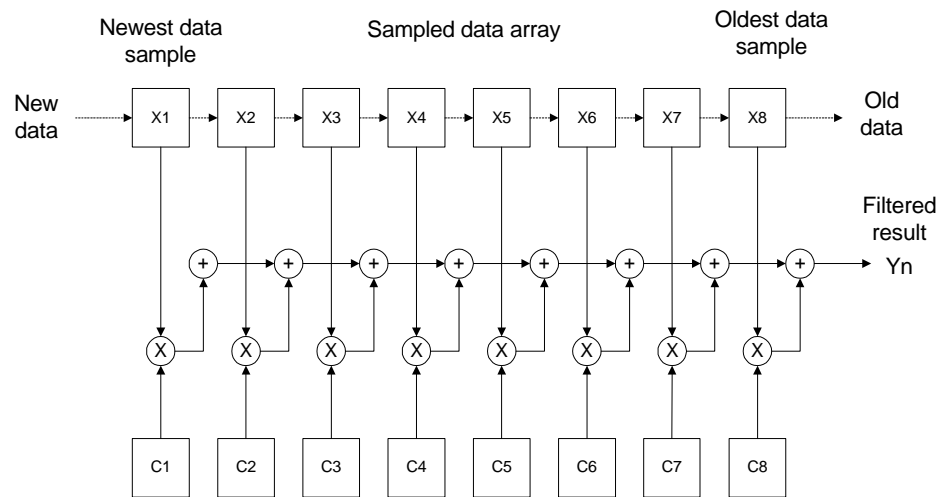 Newest data
sample
Sampled data array
Oldest data
sample
New
data
X1
X2
X3
X4
X5
X6
X7
X8
Old
data
Filtered
result
+
+
+
+
+
+
+
+
Yn
X
X
X
X
X
X
X
X
C1
C2
C3
C4
C5
C6
C7
C8